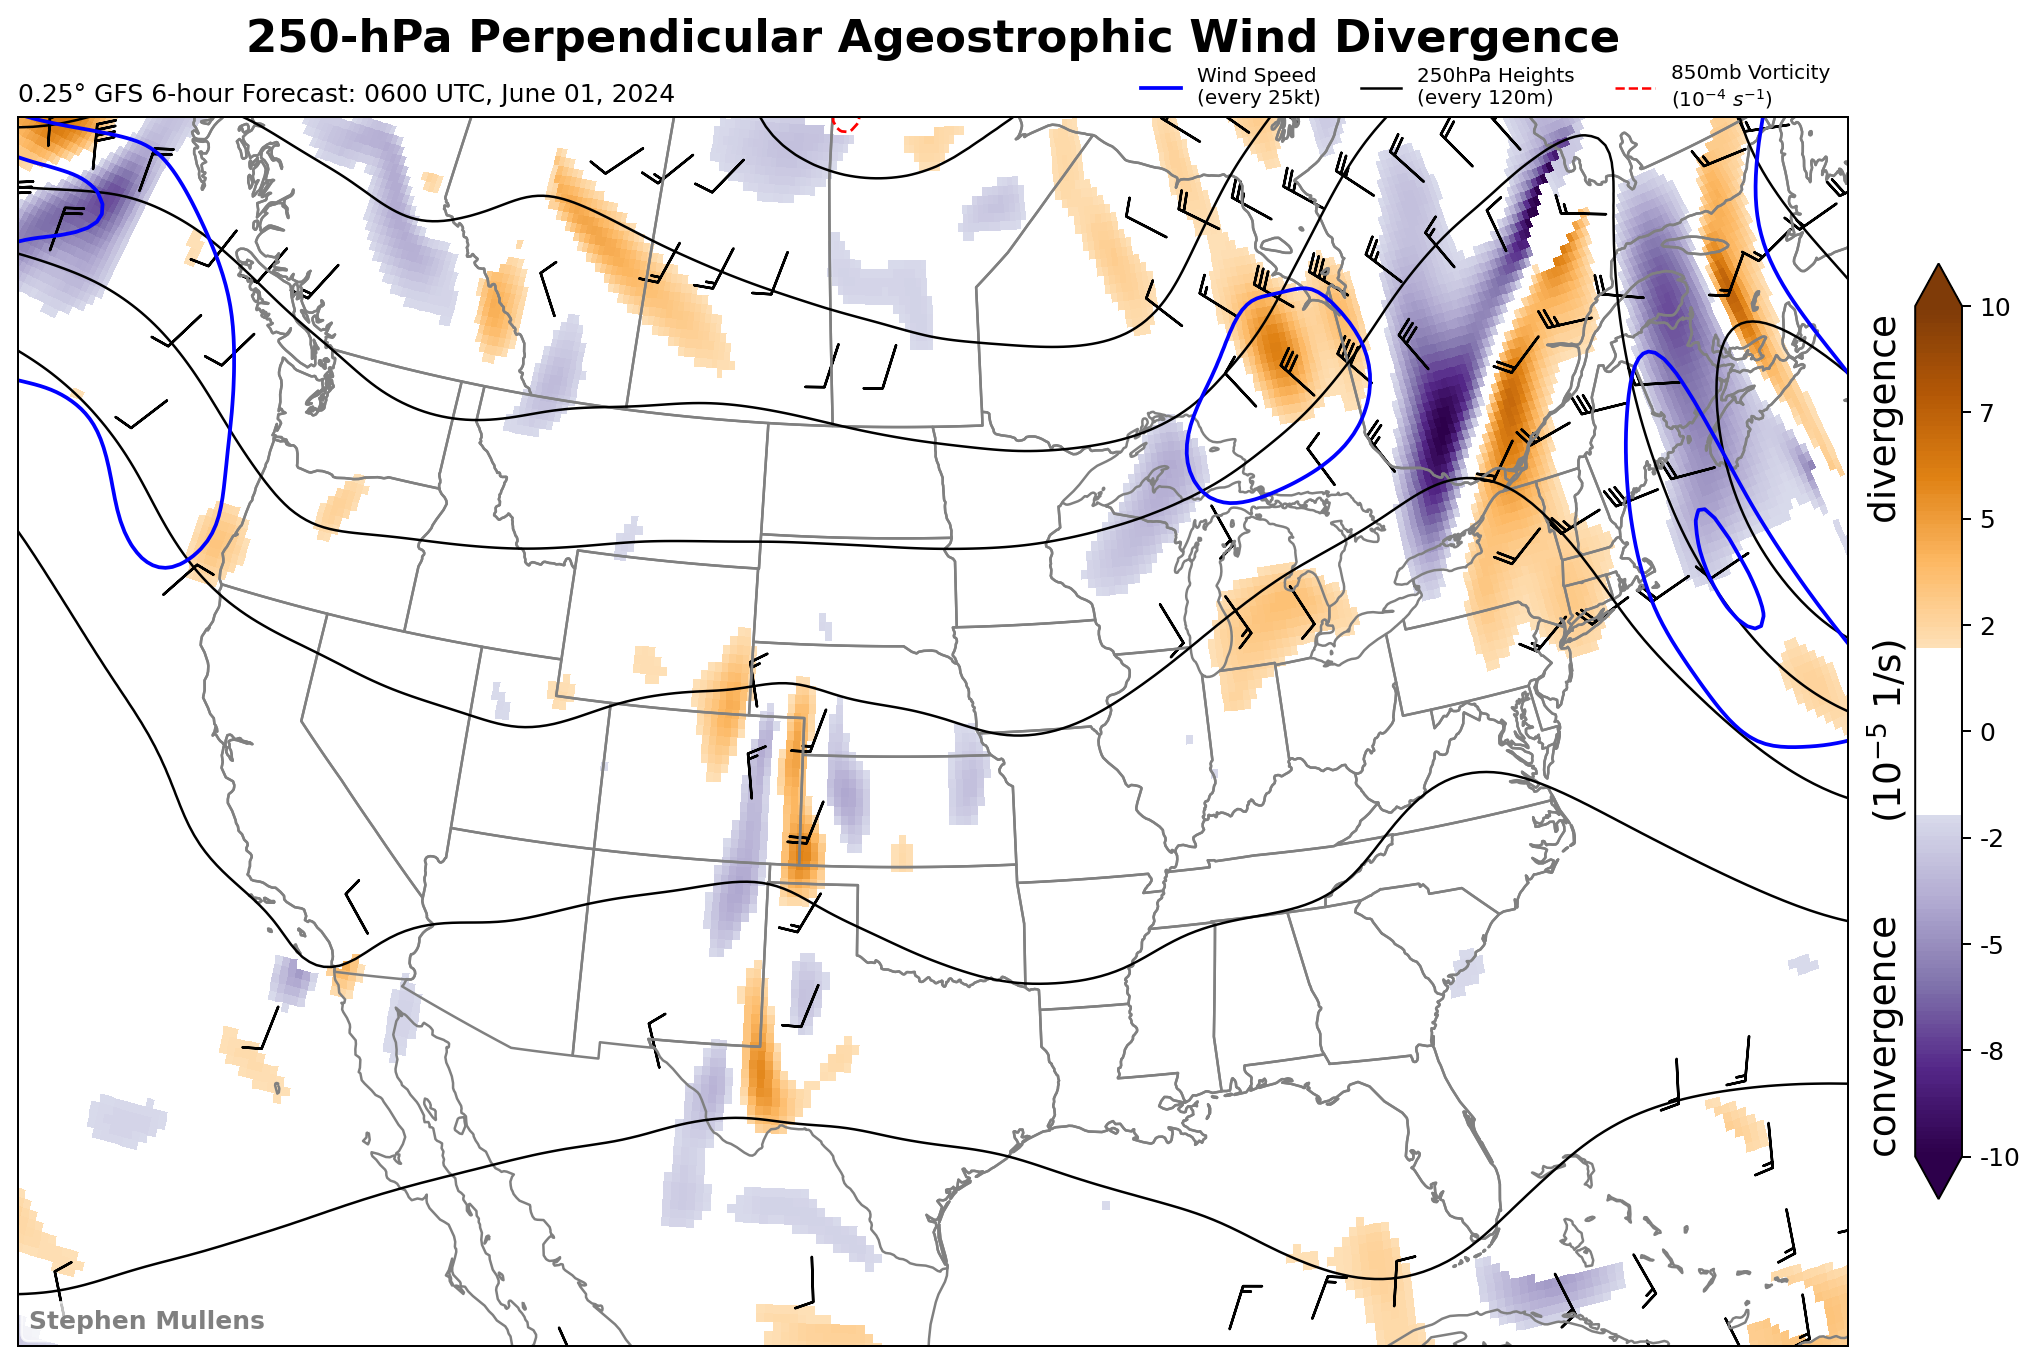 250-hPa Perpendicular Ageostrophic Wind Divergence
0.25° GFS 6-hour Forecast: 0600 UTC, June 01, 2024
Wind Speed
(every 25kt)
250hPa Heights
(every 120m)
850mb Vorticity
(10⁻⁴ s⁻¹)
10
7
5
2
0
-2
-5
-8
-10
convergence (10⁻⁵ 1/s) divergence
Stephen Mullens